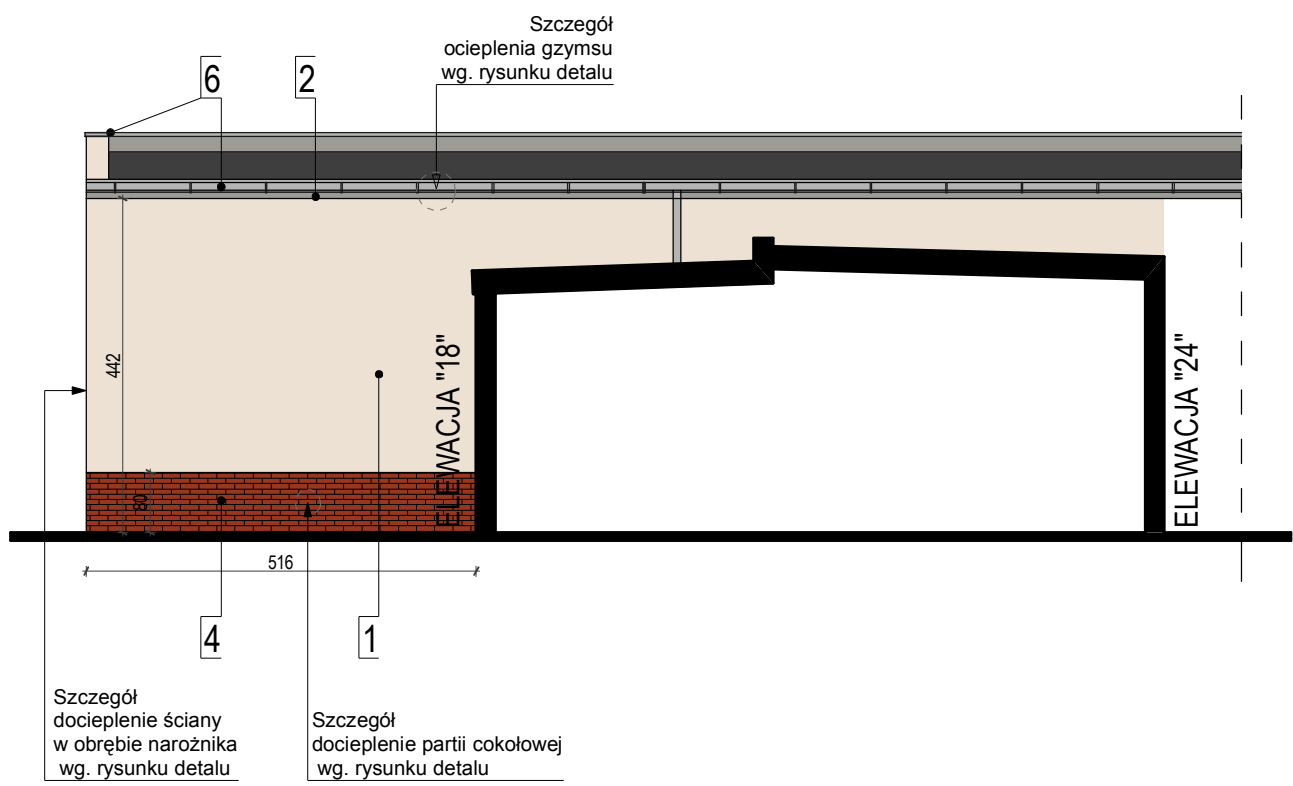 Szczegół
ocieplenia gzymsu
wg. rysunku detalu
6
2
442
80
516
ELEWACJA "18"
ELEWACJA "24"
4
1
Szczegół
docieplenie ściany
w obrębie narożnika
wg. rysunku detalu
Szczegół
docieplenie partii cokołowej
wg. rysunku detalu